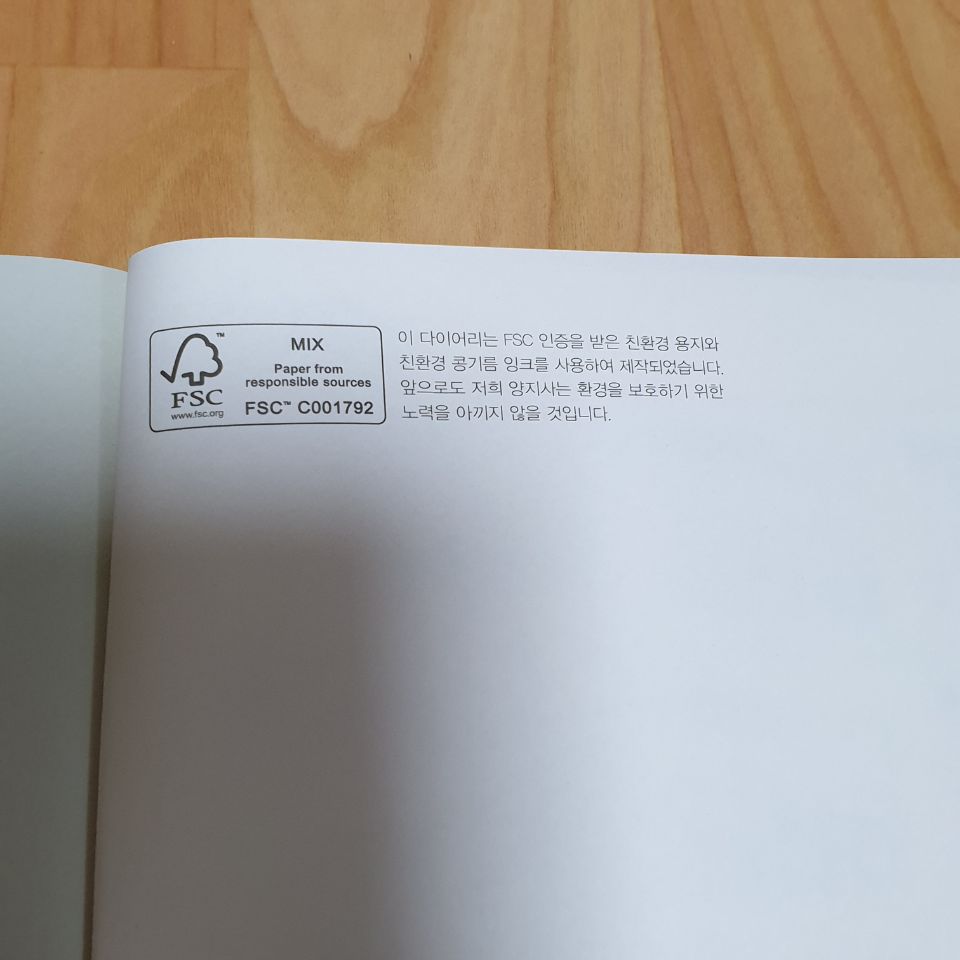 MIX
Paper from
responsible sources
FSC™ C001792
™
FSC
www.fsc.org
이 다이어리는 FSC 인증을 받은 친환경 용지와
친환경 콩기름 잉크를 사용하여 제작되었습니다.
앞으로도 저희 양지사는 환경을 보호하기 위한
노력을 아끼지 않을 것입니다.